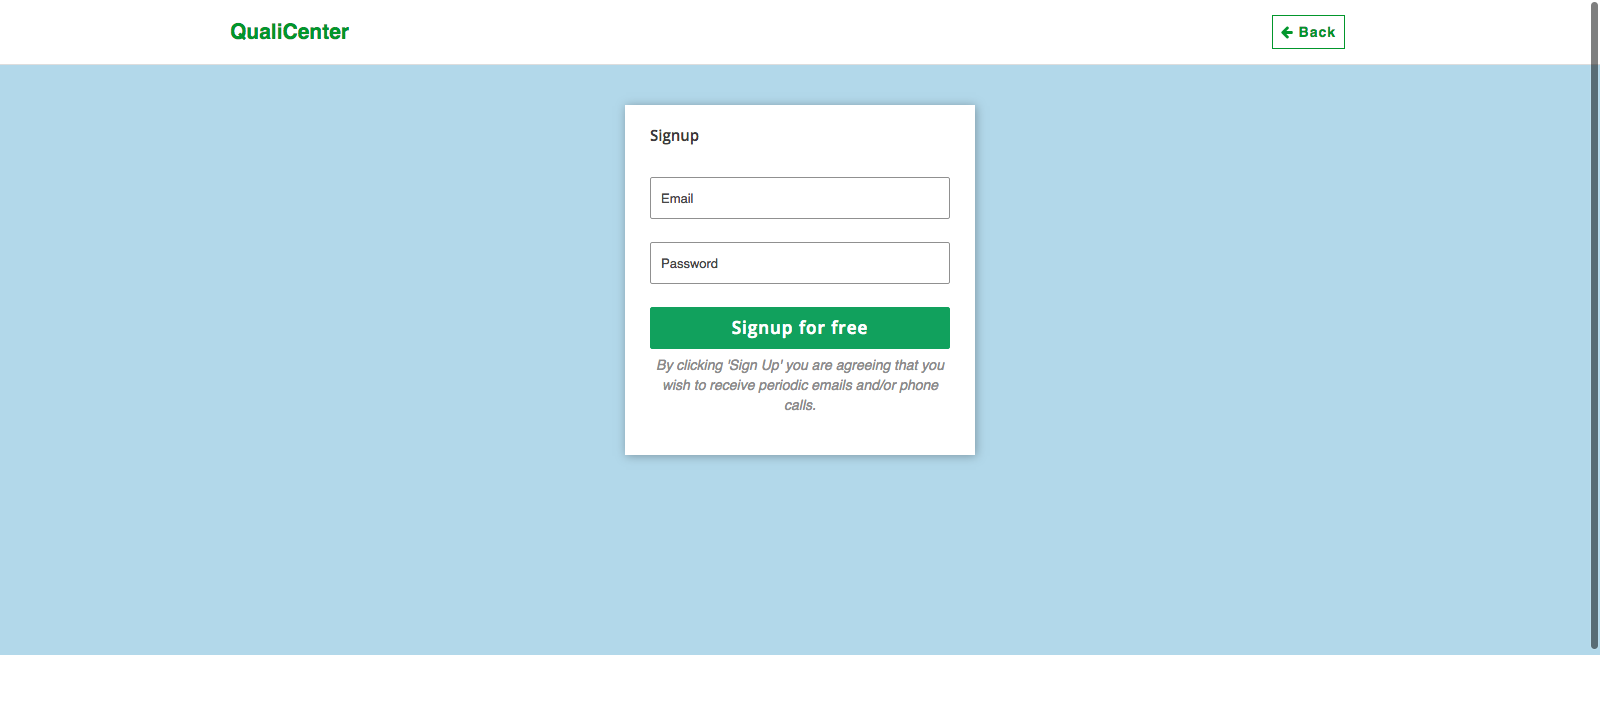 QualiCenter
Back
Signup
Email
Password
Signup for free
By clicking 'Sign Up' you are agreeing that you
wish to receive periodic emails and/or phone
calls.